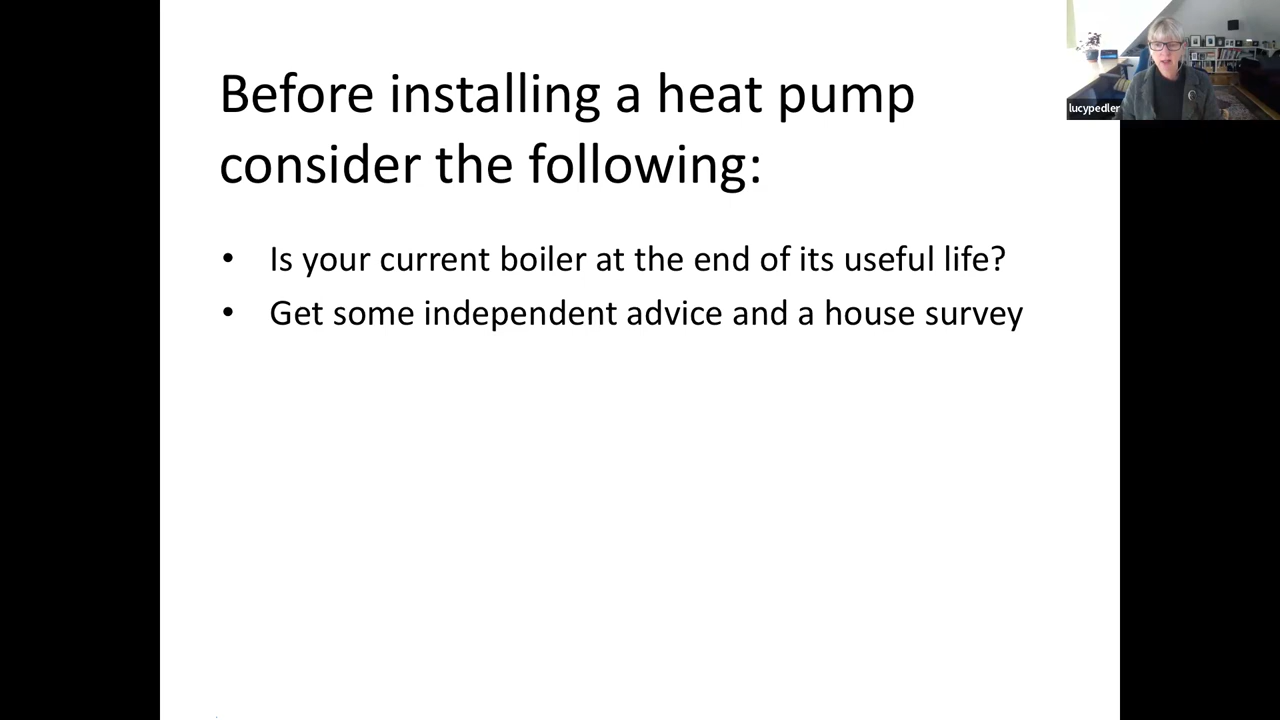 Before installing a heat pump
consider the following:
• Is your current boiler at the end of its useful life?
• Get some independent advice and a house survey
lucypedler